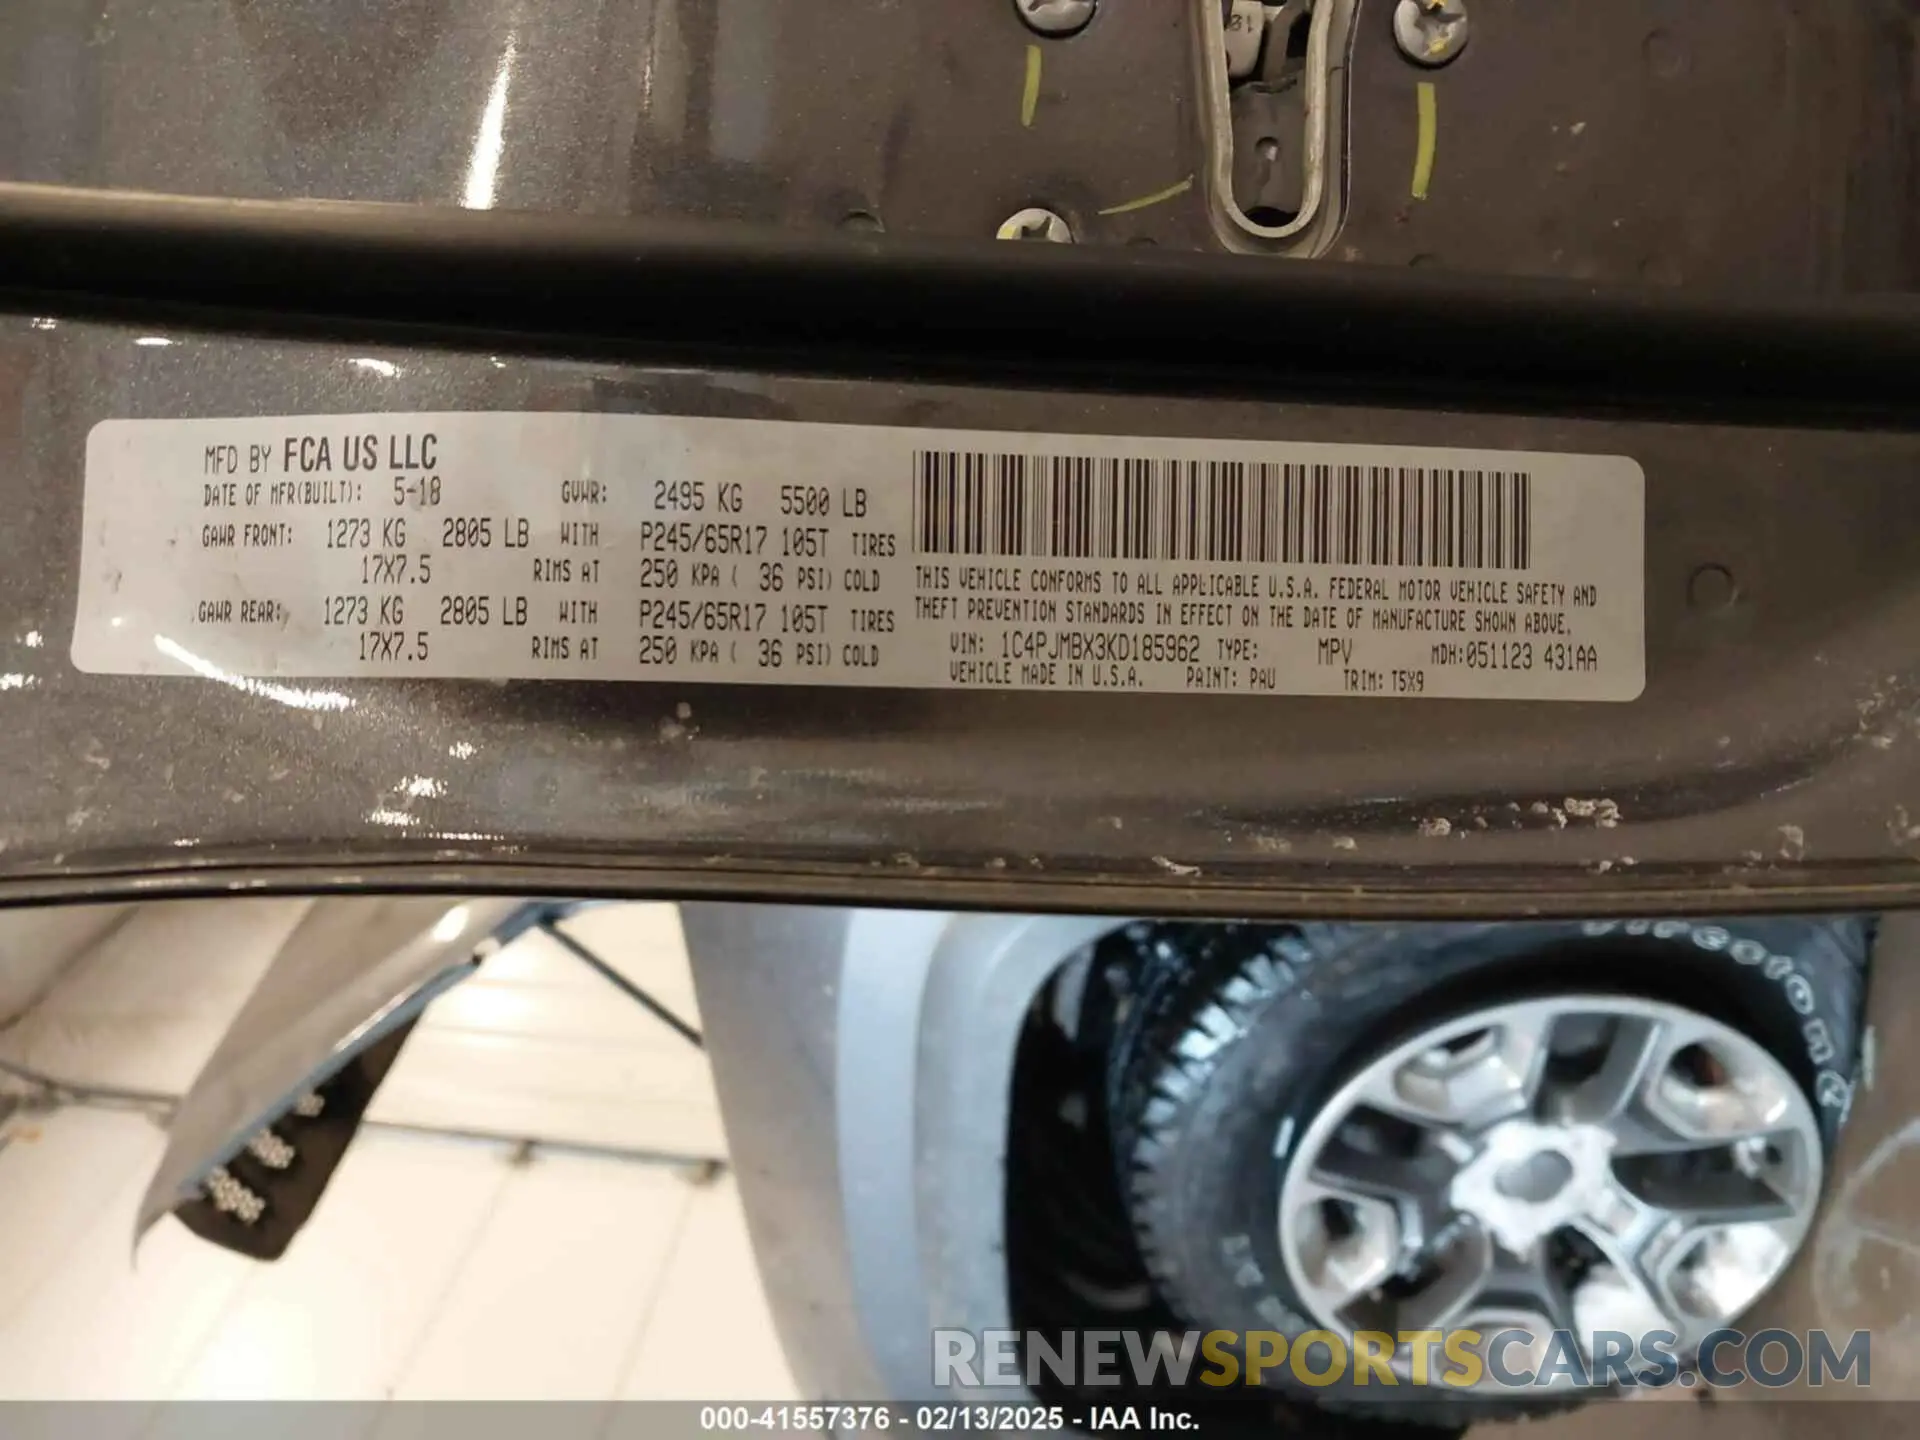 MFD BY FCA US LLC
DATE OF MFR(BUILT): 5-18 GVWR: 2495 KG 5500 LB
GAWR FRONT: 1273 KG 2805 LB WITH P245/65R17 105T TIRES
17X7.5 RIMS AT 250 KPA ( 36 PSI) COLD
GAWR REAR: 1273 KG 2805 LB WITH P245/65R17 105T TIRES
17X7.5 RIMS AT 250 KPA ( 36 PSI) COLD
THIS VEHICLE CONFORMS TO ALL APPLICABLE U.S.A. FEDERAL MOTOR VEHICLE SAFETY AND
THEFT PREVENTION STANDARDS IN EFFECT ON THE DATE OF MANUFACTURE SHOWN ABOVE.
VIN: 1C4PJMBX3KD185962 TYPE: MPV MDH:051123 431AA
VEHICLE MADE IN U.S.A. PAINT: PAU TRIM: T5X9
Firestone
RENEWSPORTSCARS.COM
000-41557376 - 02/13/2025 - IAA Inc.